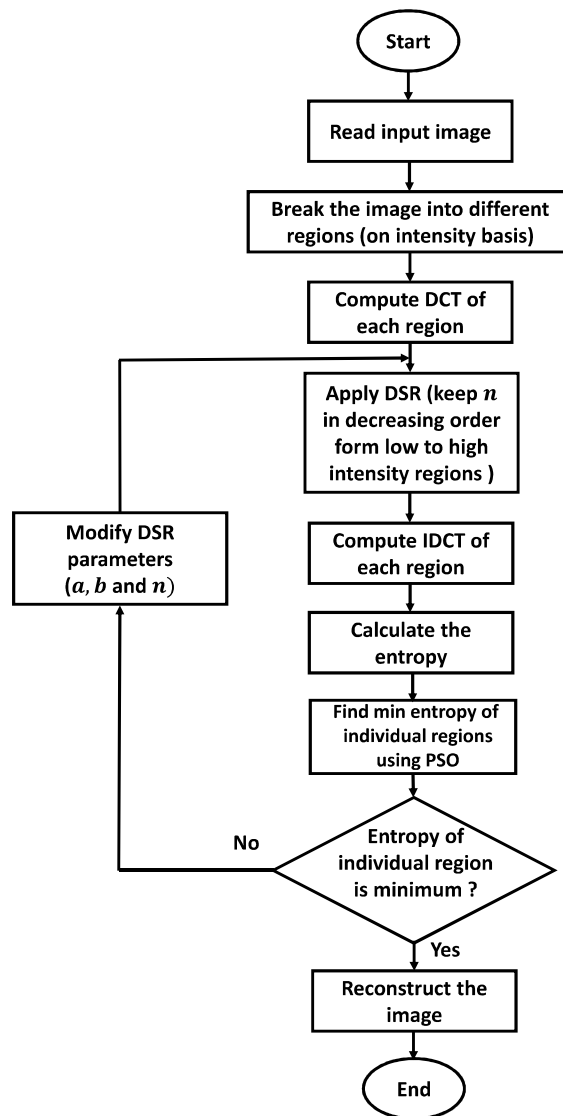 Start
Read input image
Break the image into different
regions (on intensity basis)
Compute DCT of
each region
Apply DSR (keep n
in decreasing order
form low to high
intensity regions )
Modify DSR
parameters
(a, b and n)
Compute IDCT of
each region
Calculate the
entropy
Find min entropy of
individual regions
using PSO
No
Entropy of
individual region
is minimum ?
Yes
Reconstruct the
image
End